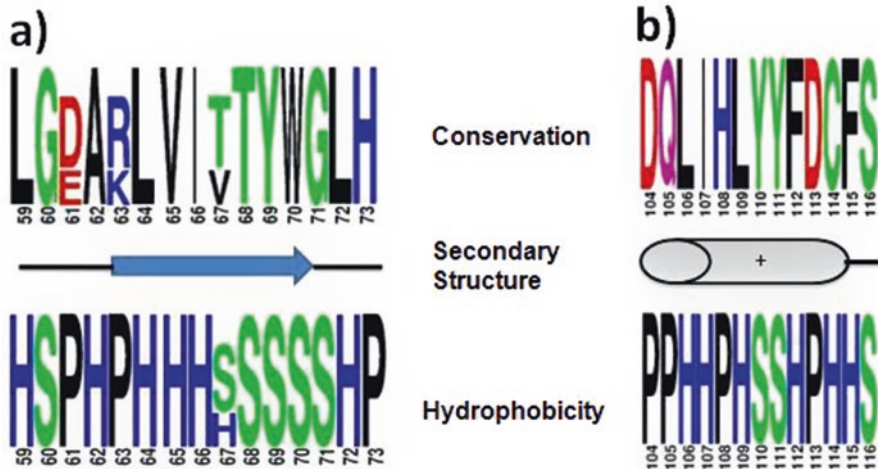 a)
LGDARLVITTYWGLH
E K V
59 60 61 62 63 64 65 66 67 68 69 70 71 72 73
HSPHPHHHSSSSSHP
H
59 60 61 62 63 64 65 66 67 68 69 70 71 72 73
Conservation
Secondary
Structure
Hydrophobicity
b)
DQLIHLYYFDCFS
104 105 106 107 108 109 110 111 112 113 114 115 116
+
PPHHPHSSHPHHS
104 105 106 107 108 109 110 111 112 113 114 115 116